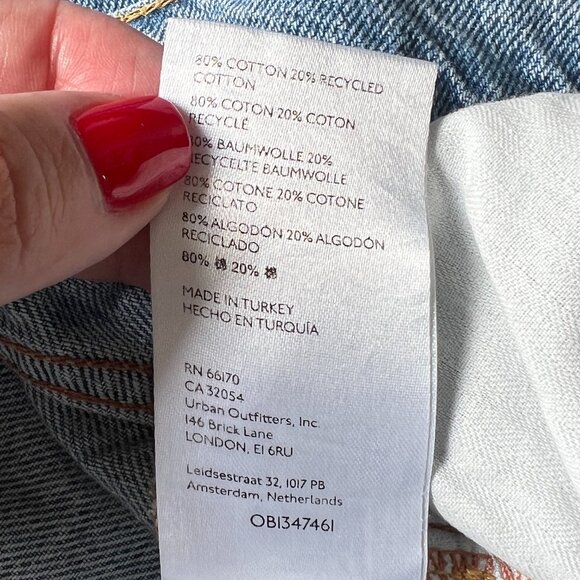 80% COTTON 20% RECYCLED
COTTON
80% COTON 20% COTON
RECYCLÉ
80% BAUMWOLLE 20%
RECYCELTE BAUMWOLLE
80% COTONE 20% COTONE
RICICLATO
80% ALGODÓN 20% ALGODÓN
RECICLADO
80% 棉 20% 棉
MADE IN TURKEY
HECHO EN TURQUÍA
RN 66170
CA 32054
Urban Outfitters, Inc.
146 Brick Lane
LONDON, E1 6RU
Leidsestraat 32, 1017 PB
Amsterdam, Netherlands
OB1347461